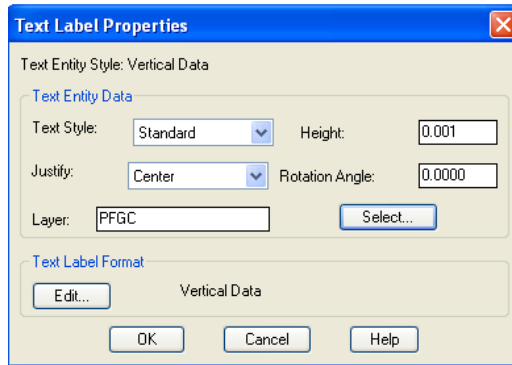 Text Label Properties
Text Entity Style: Vertical Data
Text Entity Data
Text Style: Standard Height: 0.001
Justify: Center Rotation Angle: 0.0000
Layer: PFGC Select...
Text Label Format
Edit... Vertical Data
OK Cancel Help